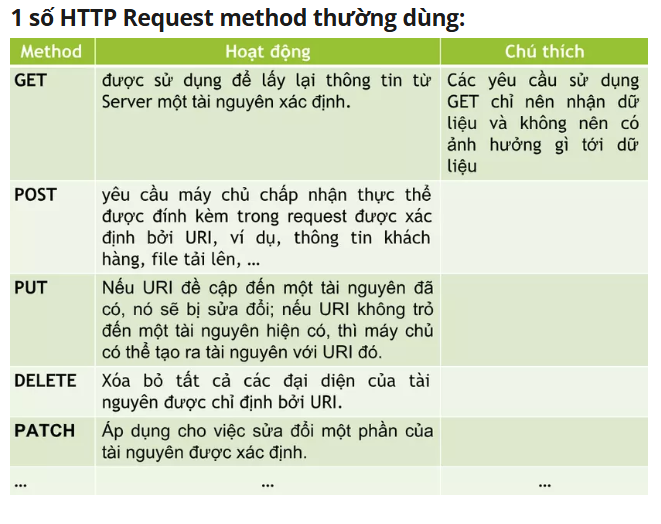 1 số HTTP Request method thường dùng:
Method Hoạt động Chú thích
GET
được sử dụng để lấy lại thông tin từ
Server một tài nguyên xác định.
Các yêu cầu sử dụng
GET chỉ nên nhận dữ
liệu và không nên có
ảnh hưởng gì tới dữ
liệu
POST
yêu cầu máy chủ chấp nhận thực thể
được đính kèm trong request được xác
định bởi URI, ví dụ, thông tin khách
hàng, file tải lên, ...
PUT
Nếu URI đề cập đến một tài nguyên đã
có, nó sẽ bị sửa đổi; nếu URI không trỏ
đến một tài nguyên hiện có, thì máy chủ
có thể tạo ra tài nguyên với URI đó.
DELETE
Xóa bỏ tất cả các đại diện của tài
nguyên được chỉ định bởi URI.
PATCH
Áp dụng cho việc sửa đổi một phần của
tài nguyên được xác định.
... ... ...